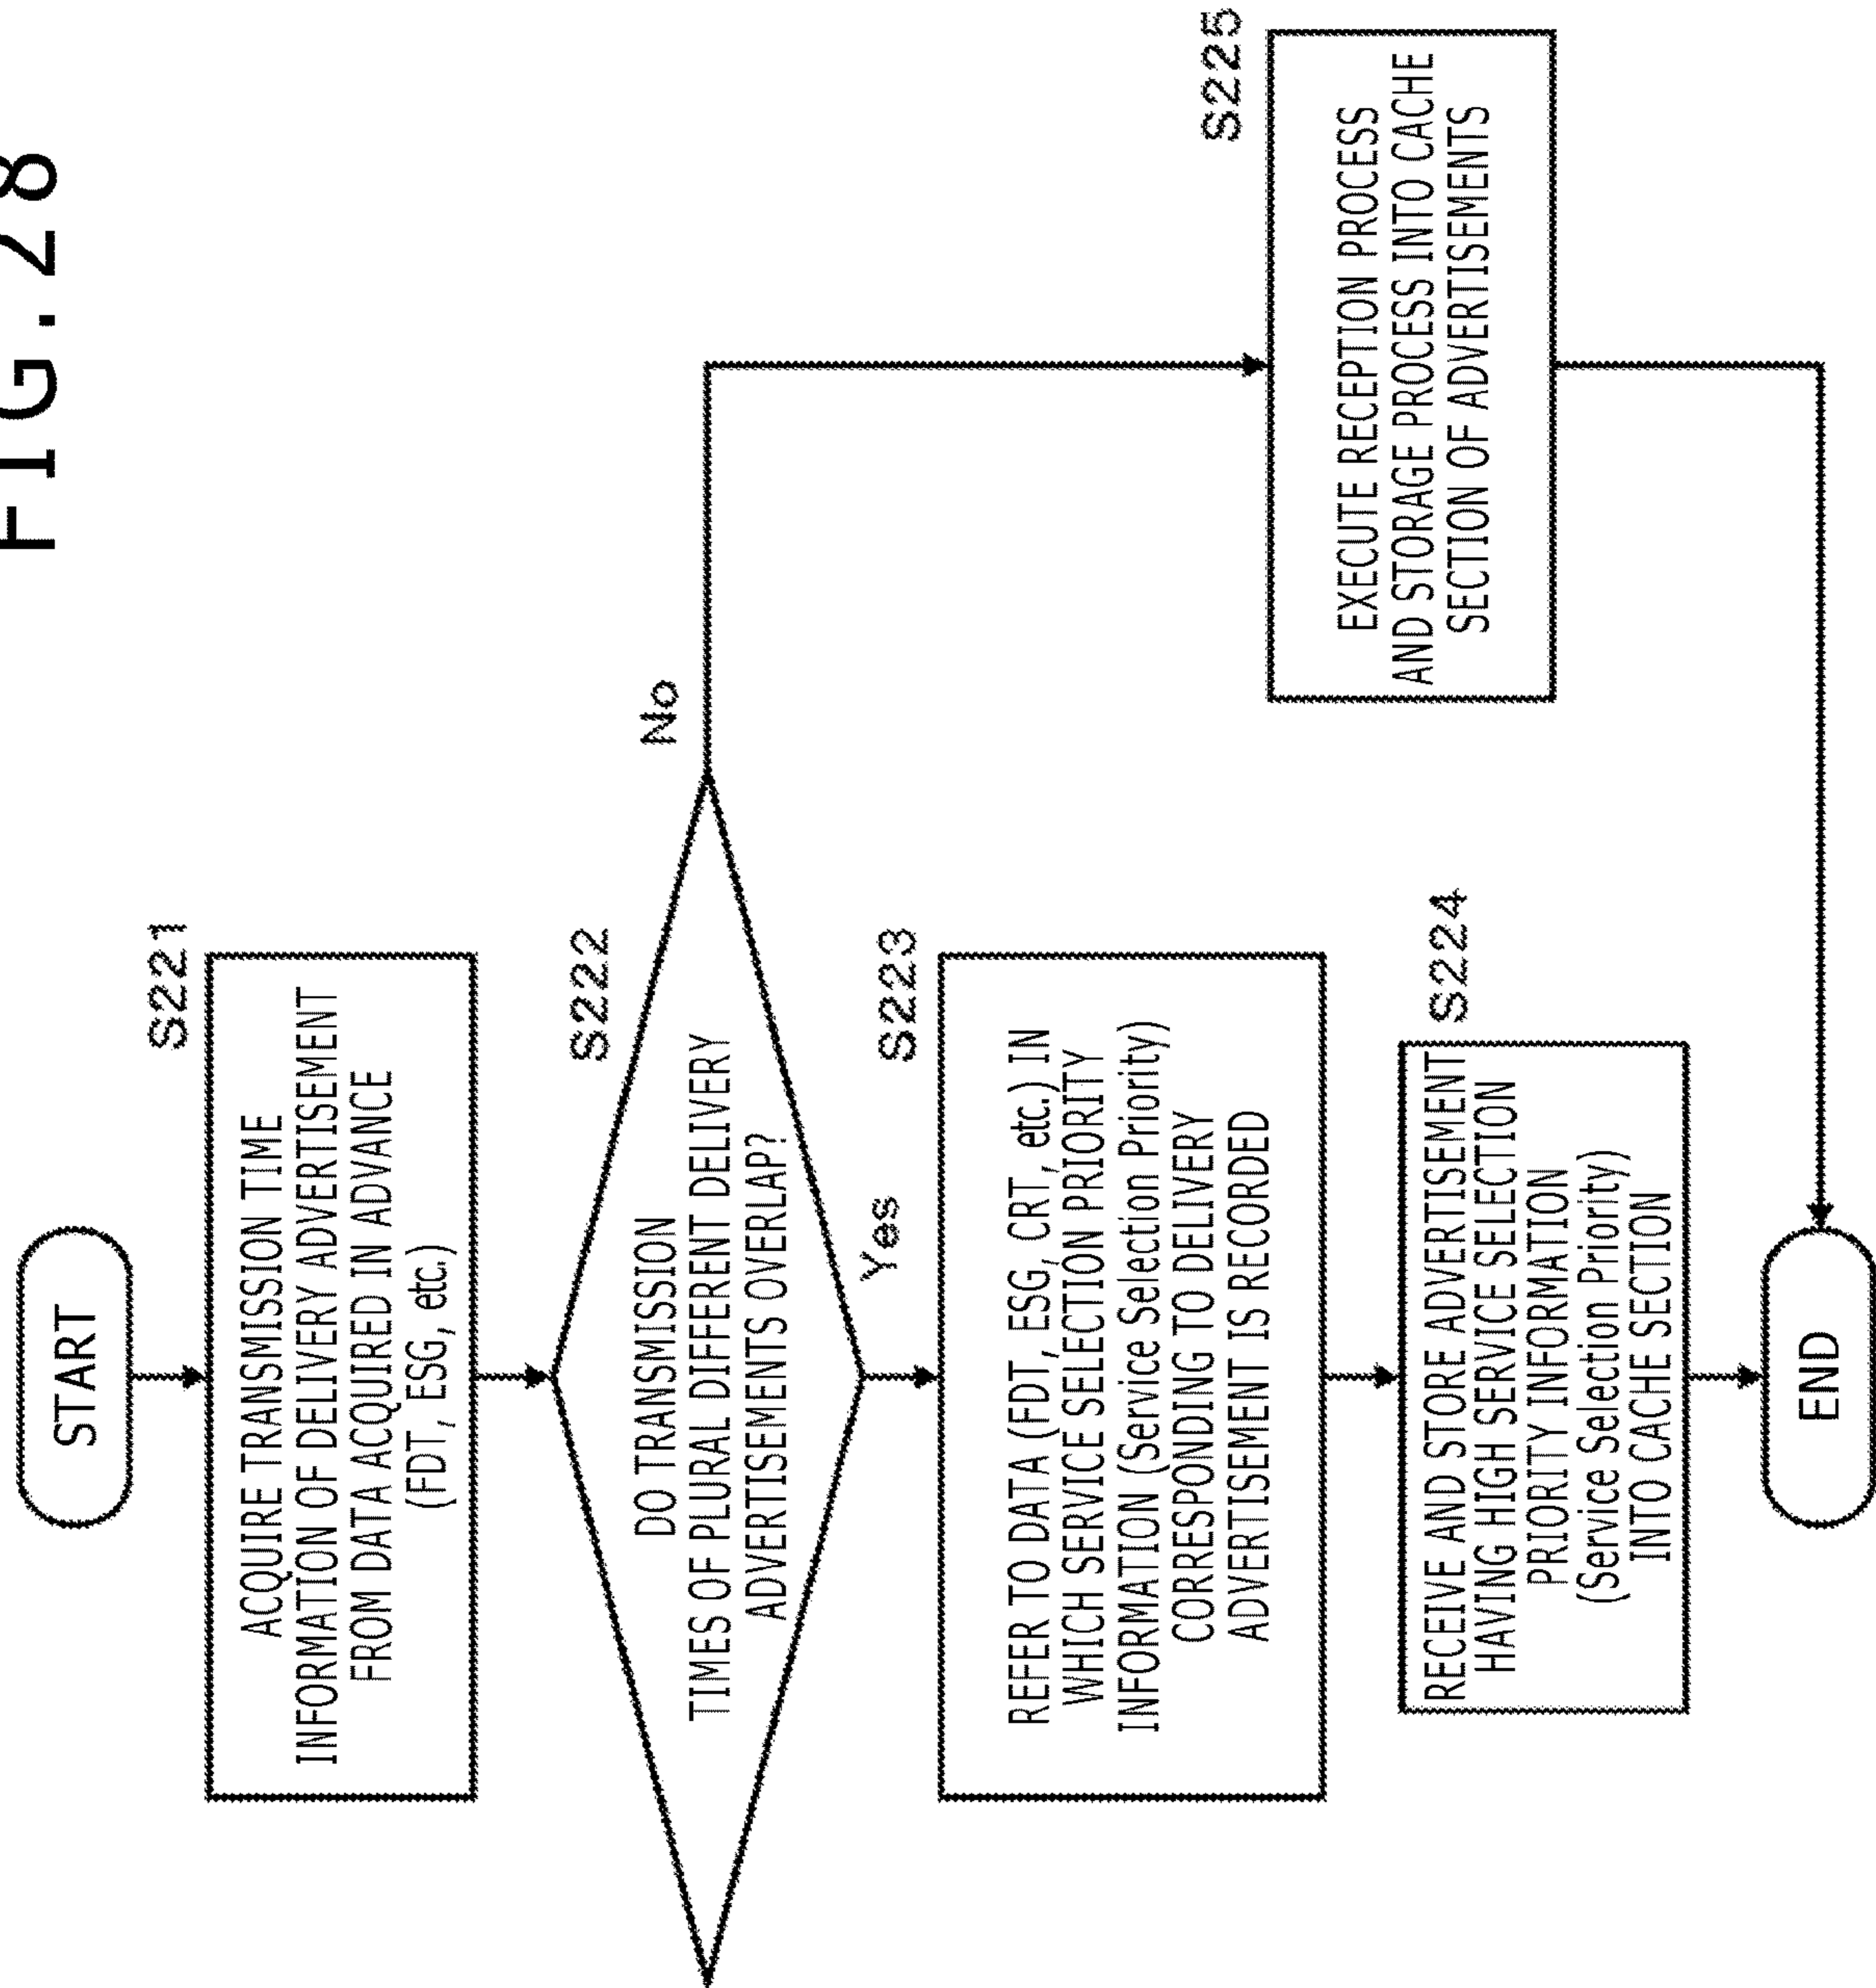 FIG.28
START
S221
ACQUIRE TRANSMISSION TIME
INFORMATION OF DELIVERY ADVERTISEMENT
FROM DATA ACQUIRED IN ADVANCE
(FDT, ESG, etc.)
S222
DO TRANSMISSION
TIMES OF PLURAL DIFFERENT DELIVERY
ADVERTISEMENTS OVERLAP?
No
Yes
S223
REFER TO DATA (FDT, ESG, CRT, etc.) IN
WHICH SERVICE SELECTION PRIORITY
INFORMATION (Service Selection Priority)
CORRESPONDING TO DELIVERY
ADVERTISEMENT IS RECORDED
S224
RECEIVE AND STORE ADVERTISEMENT
HAVING HIGH SERVICE SELECTION
PRIORITY INFORMATION
(Service Selection Priority)
INTO CACHE SECTION
S225
EXECUTE RECEPTION PROCESS
AND STORAGE PROCESS INTO CACHE
SECTION OF ADVERTISEMENTS
END